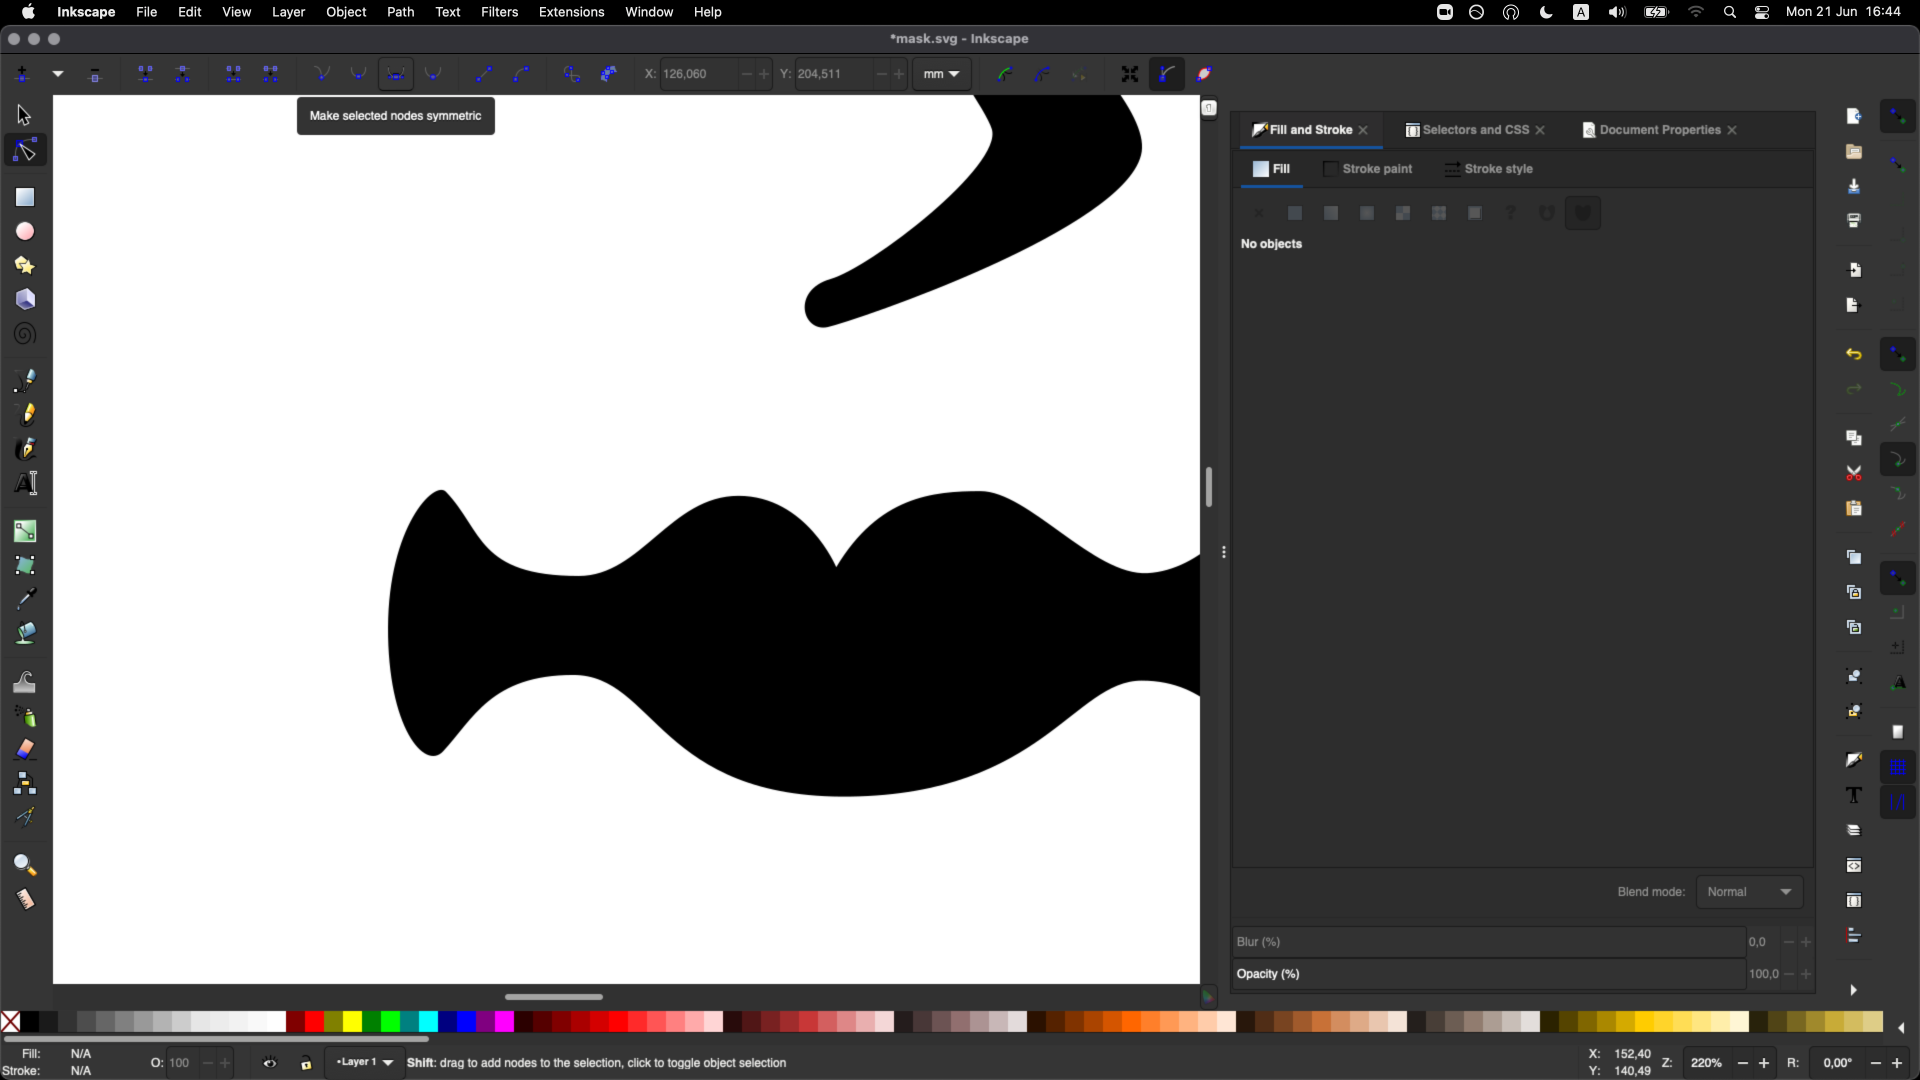 Inkscape File Edit View Layer Object Path Text Filters Extensions Window Help A Mon 21 Jun 16:44
*mask.svg - Inkscape
X: 126,060 Y: 204,511 mm
Make selected nodes symmetric
Fill and Stroke Selectors and CSS Document Properties
Fill Stroke paint Stroke style
No objects
Blend mode: Normal
Blur (%) 0,0
Opacity (%) 100,0
Fill: N/A
Stroke: N/A
O: 100
•Layer 1
Shift: drag to add nodes to the selection, click to toggle object selection
X: 152,40
Y: 140,49
Z: 220%
R: 0,00°